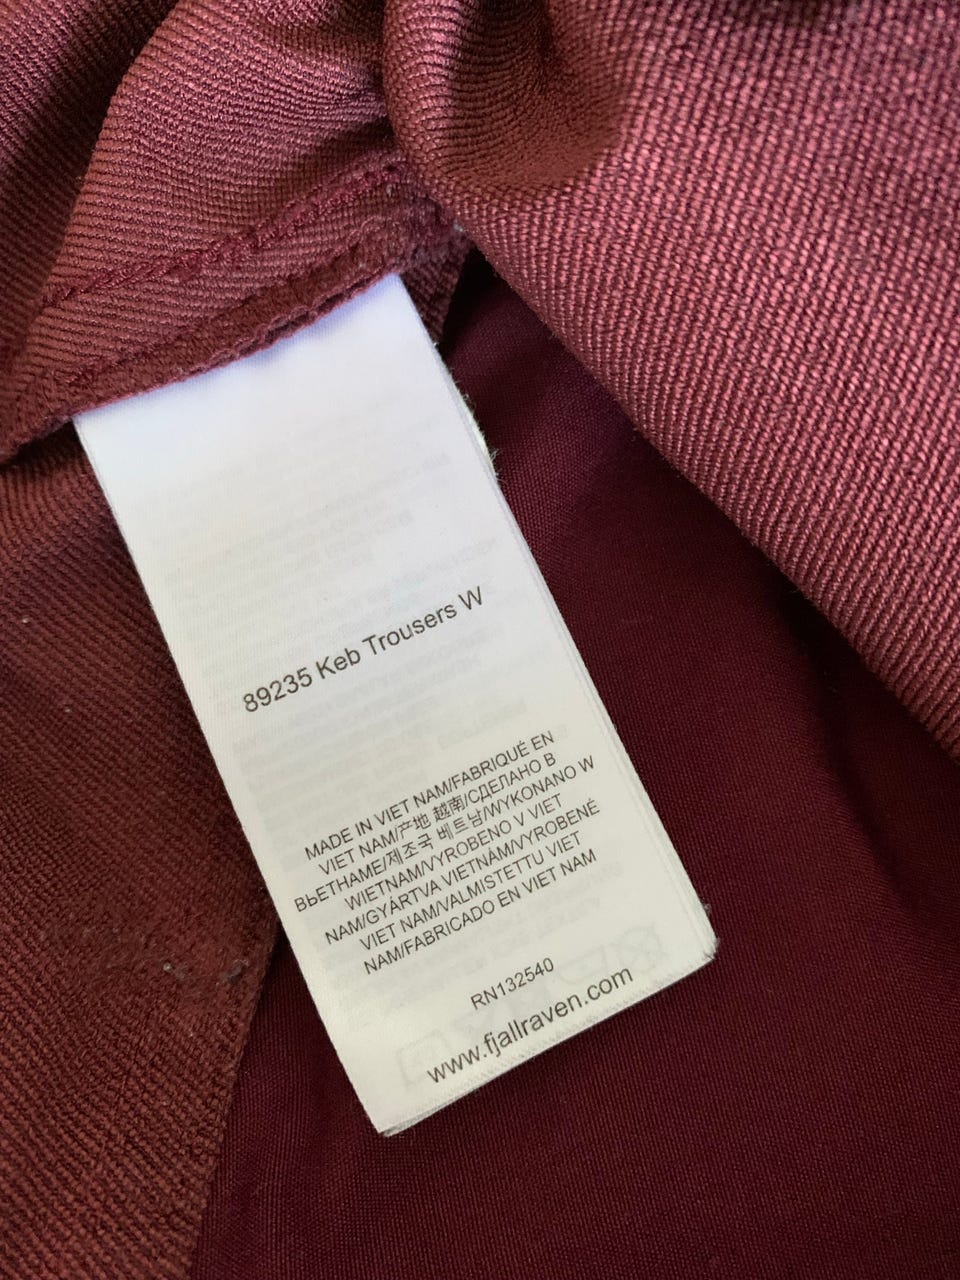 89235 Keb Trousers W
MADE IN VIET NAM/FABRIQUÉ EN
VIET NAM/产地 越南/СДЕЛАНО В
ВЬЕТНАМЕ/제조국 베트남/WYKONANO W
WIETNAM/VYROBENO V VIET
NAM/GYÁRTVA VIETNAM/VYROBENÉ
VIET NAM/VALMISTETTU VIET
NAM/FABRICADO EN VIET NAM
RN132540
www.fjallraven.com